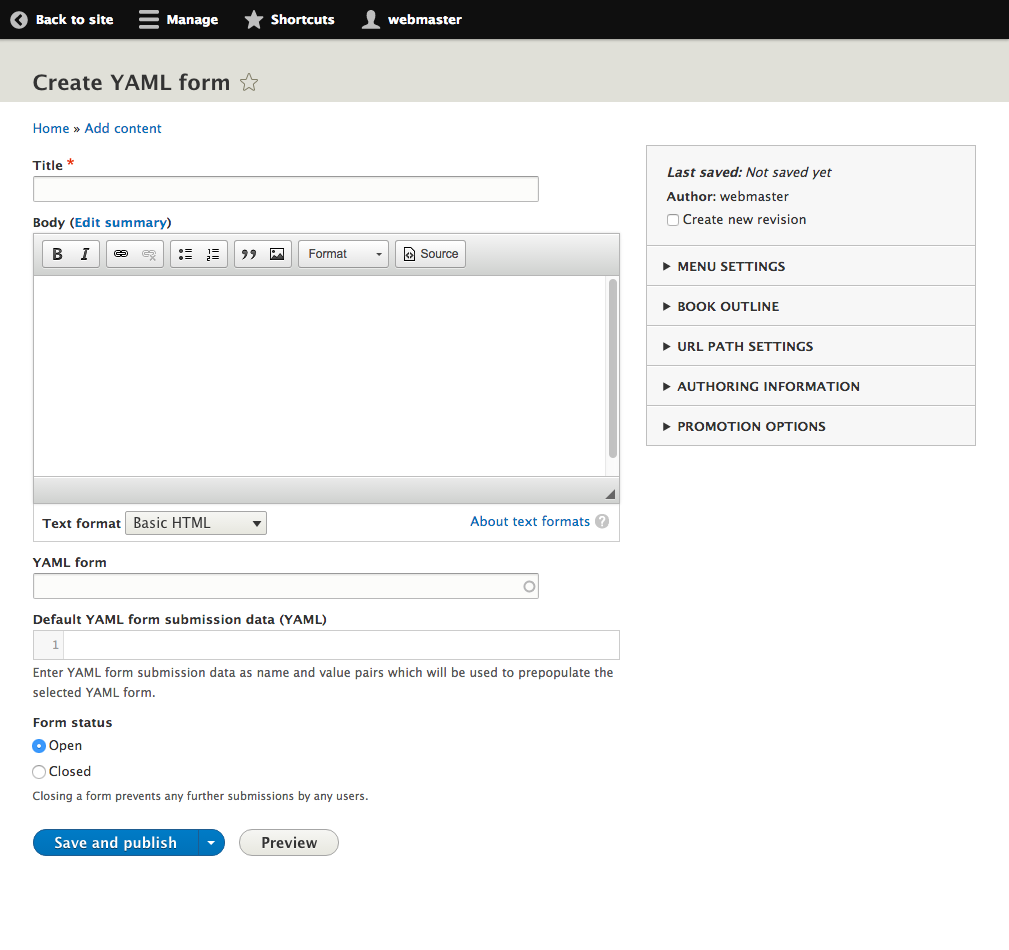 Back to site Manage Shortcuts webmaster
Create YAML form
Home » Add content
Title *
Body (Edit summary)
B I Format Source
Text format Basic HTML About text formats ?
YAML form
Default YAML form submission data (YAML)
1
Enter YAML form submission data as name and value pairs which will be used to prepopulate the
selected YAML form.
Form status
Open
Closed
Closing a form prevents any further submissions by any users.
Save and publish Preview
Last saved: Not saved yet
Author: webmaster
Create new revision
MENU SETTINGS
BOOK OUTLINE
URL PATH SETTINGS
AUTHORING INFORMATION
PROMOTION OPTIONS